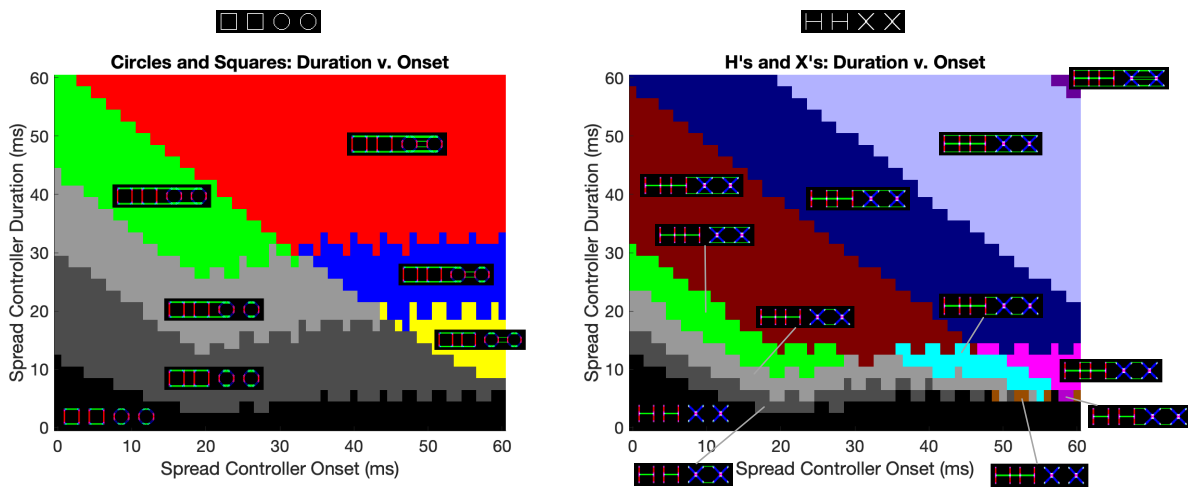 Circles and Squares: Duration v. Onset
Spread Controller Duration (ms)
60
50
40
30
20
10
0
0 10 20 30 40 50 60
Spread Controller Onset (ms)
H's and X's: Duration v. Onset
Spread Controller Duration (ms)
60
50
40
30
20
10
0
0 10 20 30 40 50 60
Spread Controller Onset (ms)